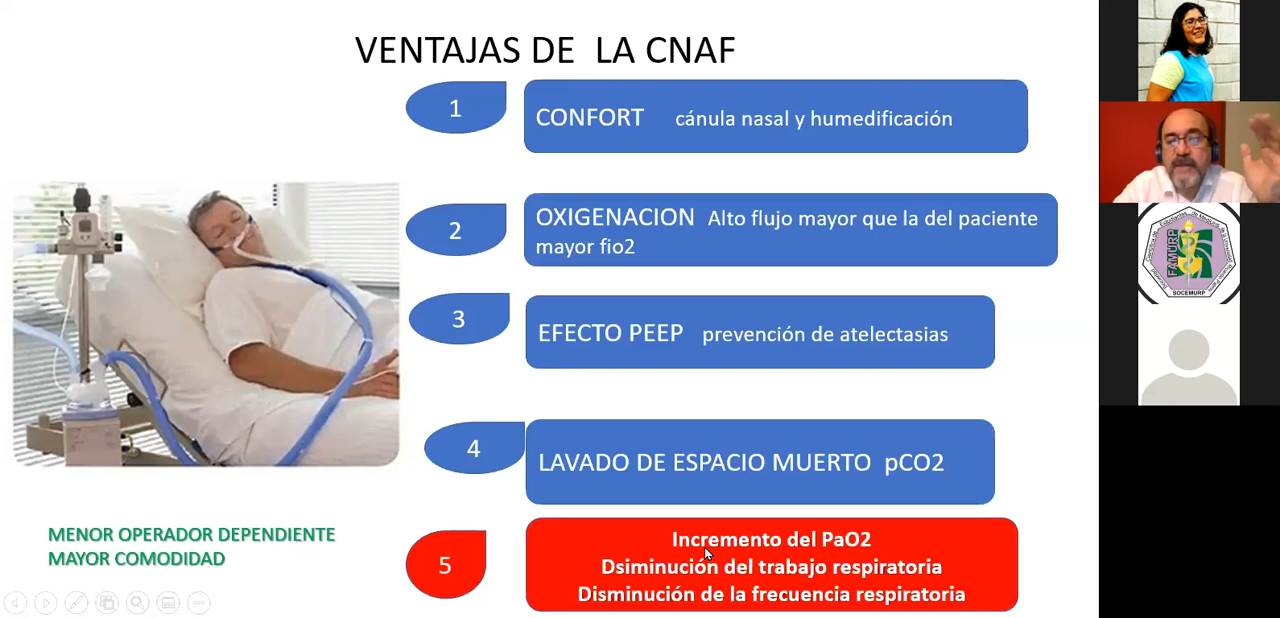 VENTAJAS DE LA CNAF
1
CONFORT cánula nasal y humedificación
2
OXIGENACION Alto flujo mayor que la del paciente
mayor fio2
3
EFECTO PEEP prevención de atelectasias
4
LAVADO DE ESPACIO MUERTO pCO2
5
Incremento del PaO2
Dsiminución del trabajo respiratoria
Disminución de la frecuencia respiratoria
MENOR OPERADOR DEPENDIENTE
MAYOR COMODIDAD
FAMURP
SOCEMURP